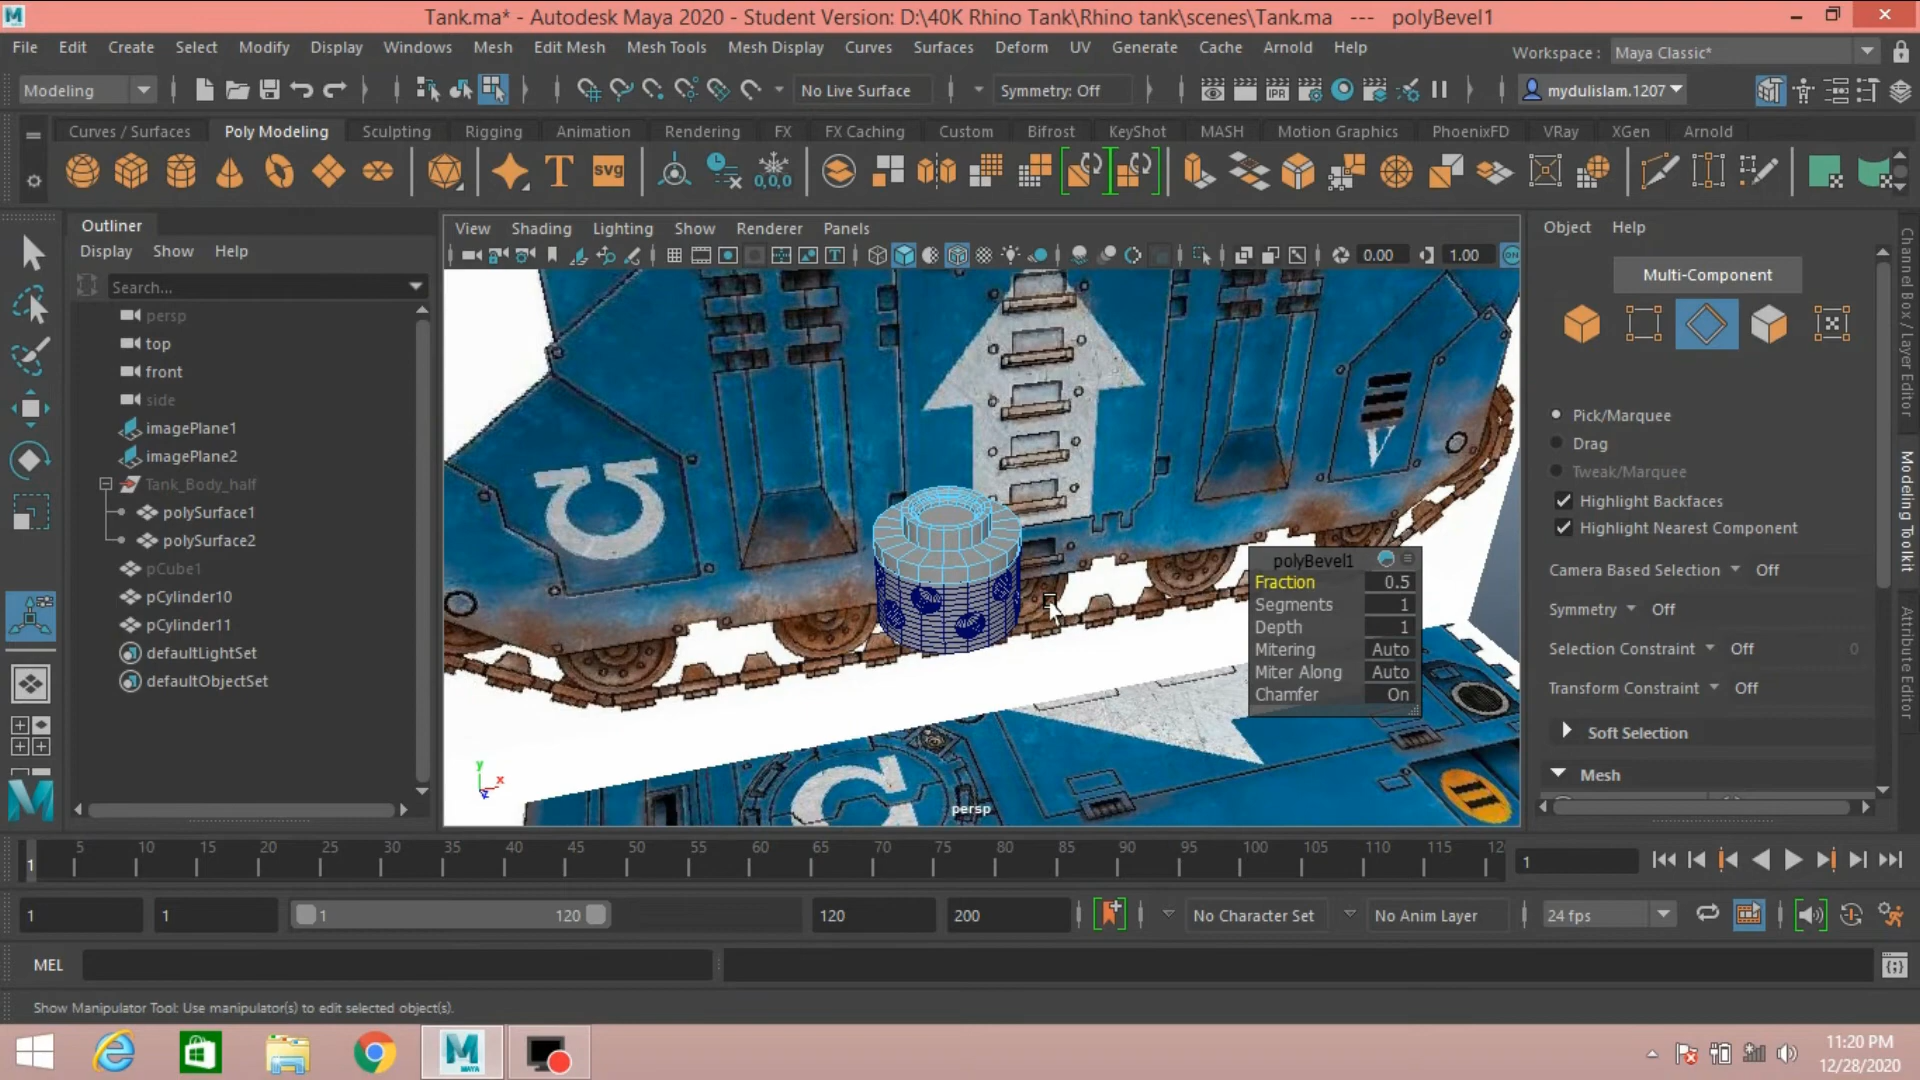 Tank.ma* - Autodesk Maya 2020 - Student Version: D:\40K Rhino Tank\Rhino tank\scenes\Tank.ma --- polyBevel1
File Edit Create Select Modify Display Windows Mesh Edit Mesh Mesh Tools Mesh Display Curves Surfaces Deform UV Generate Cache Arnold Help
Workspace : Maya Classic*
Modeling
No Live Surface
Symmetry: Off
IPR
mydulislam.1207
Curves / Surfaces Poly Modeling Sculpting Rigging Animation Rendering FX FX Caching Custom Bifrost KeyShot MASH Motion Graphics PhoenixFD VRay XGen Arnold
T
svg
0,0,0
Outliner
Display Show Help
Search...
persp
top
front
side
imagePlane1
imagePlane2
Tank_Body_half
polySurface1
polySurface2
pCube1
pCylinder10
pCylinder11
defaultLightSet
defaultObjectSet
View Shading Lighting Show Renderer Panels
0.00
1.00
ON
polyBevel1
Fraction 0.5
Segments 1
Depth 1
Mitering Auto
Miter Along Auto
Chamfer On
y
x
z
persp
Object Help
Multi-Component
Pick/Marquee
Drag
Tweak/Marquee
Highlight Backfaces
Highlight Nearest Component
Camera Based Selection Off
Symmetry Off
Selection Constraint Off 0
Transform Constraint Off
Soft Selection
Mesh
Channel Box / Layer Editor
Modeling Toolkit
Attribute Editor
1 5 10 15 20 25 30 35 40 45 50 55 60 65 70 75 80 85 90 95 100 105 110 115 12
1
1
1
1 120
120
200
No Character Set
No Anim Layer
24 fps
MEL
Show Manipulator Tool: Use manipulator(s) to edit selected object(s).
MAYA
11:20 PM
12/28/2020